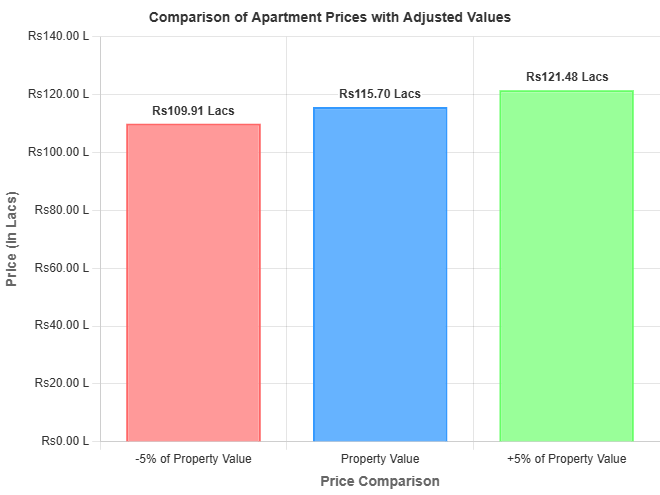 Comparison of Apartment Prices with Adjusted Values
Rs140.00 L
Rs120.00 L
Rs100.00 L
Rs80.00 L
Rs60.00 L
Rs40.00 L
Rs20.00 L
Rs0.00 L
Price (In Lacs)
Rs109.91 Lacs
Rs115.70 Lacs
Rs121.48 Lacs
-5% of Property Value
Property Value
+5% of Property Value
Price Comparison